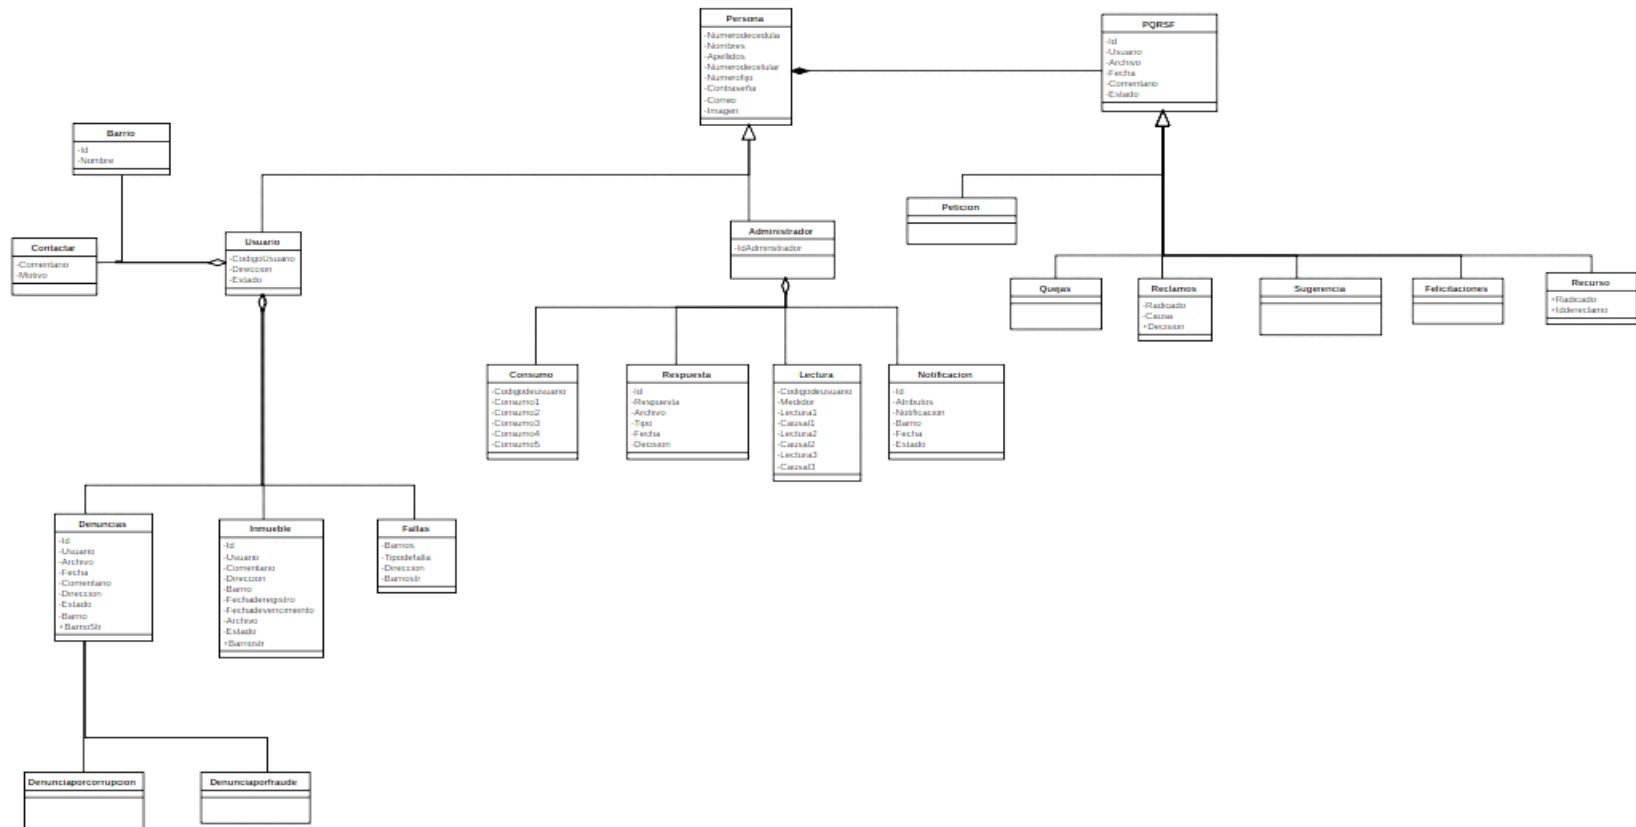 Persona
-Numerodecedula
-Nombres
-Apellidos
-Numerodecelular
-Numerofijo
-Contraseña
-Correo
-Imagen
PQRSF
-Id
-Usuario
-Archivo
-Fecha
-Comentario
-Estado
Barrio
-Id
-Nombre
Contactar
-Comentario
-Motivo
Usuario
-CodigoUsuario
-Direccion
-Estado
Administrador
-IdAdministrador
Peticion
Quejas
Reclamos
-Radicado
-Causa
+Decision
Sugerencia
Felicitaciones
Recurso
+Radicado
+Iddereclamo
Consumo
-Codigodeusuario
-Consumo1
-Consumo2
-Consumo3
-Consumo4
-Consumo5
Respuesta
-Id
-Respuesta
-Archivo
-Tipo
-Fecha
-Decision
Lectura
-Codigodeusuario
-Medidor
-Lectura1
-Causal1
-Lectura2
-Causal2
-Lectura3
-Causal3
Notificacion
-Id
-Atributos
-Notificacion
-Barrio
-Fecha
-Estado
Denuncias
-Id
-Usuario
-Archivo
-Fecha
-Comentario
-Direccion
-Estado
-Barrio
+BarrioStr
Inmueble
-Id
-Usuario
-Comentario
-Direccion
-Barrio
-Fechaderegistro
-Fechadevencimiento
-Archivo
-Estado
+Barriostr
Fallas
-Barrios
-Tipodefalla
-Direccion
-Barriostr
Denunciaporcorrupcion
Denunciaporfraude